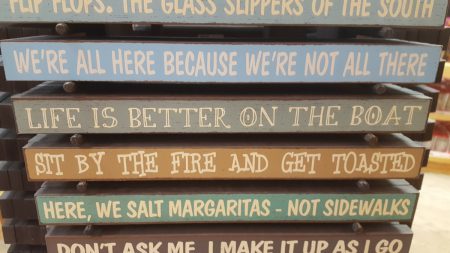 FLIP FLOPS. THE GLASS SLIPPERS OF THE SOUTH
WE'RE ALL HERE BECAUSE WE'RE NOT ALL THERE
LIFE IS BETTER ON THE BOAT
SIT BY THE FIRE AND GET TOASTED
HERE, WE SALT MARGARITAS - NOT SIDEWALKS
DON'T ASK ME, I MAKE IT UP AS I GO